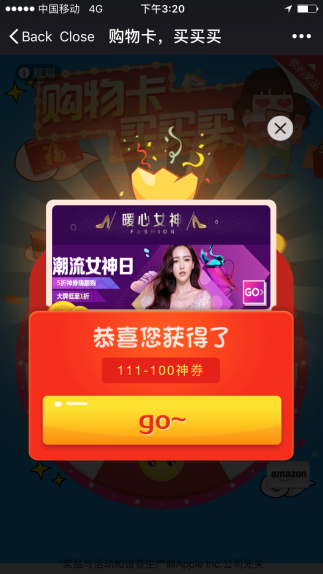 中国移动 4G 下午3:20
Back Close 购物卡，买买买
规则
我的奖品
购物卡
买买买
暖心女神
FASHION
潮流女神日
5折神券嗨翻购
大牌低至1折
GO
恭喜您获得了
111-100神券
go~
amazon
*奖品与活动和设备生产商Apple Inc.公司无关